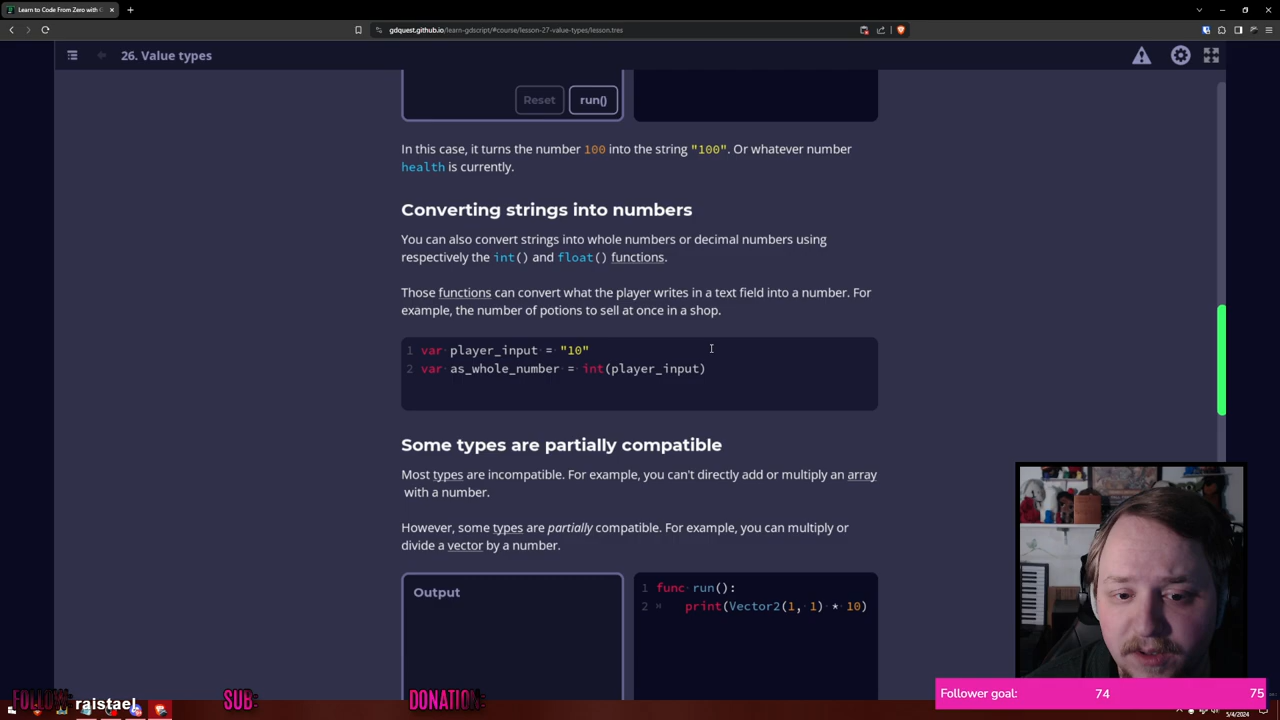 Learn to Code From Zero with
gdquest.github.io/learn-gdscript/#course/lesson-27-value-types/lesson.tres
26. Value types
Reset
run()
In this case, it turns the number 100 into the string "100". Or whatever number
health is currently.
Converting strings into numbers
You can also convert strings into whole numbers or decimal numbers using
respectively the int() and float() functions.
Those functions can convert what the player writes in a text field into a number. For
example, the number of potions to sell at once in a shop.
1 var player_input = "10"
2 var as_whole_number = int(player_input)
Some types are partially compatible
Most types are incompatible. For example, you can't directly add or multiply an array
with a number.
However, some types are partially compatible. For example, you can multiply or
divide a vector by a number.
Output
1 func run():
2 print(Vector2(1, 1) * 10)
FOLLOW: raistael
SUB:
DONATION:
Follower goal: 74 75
5/4/2024